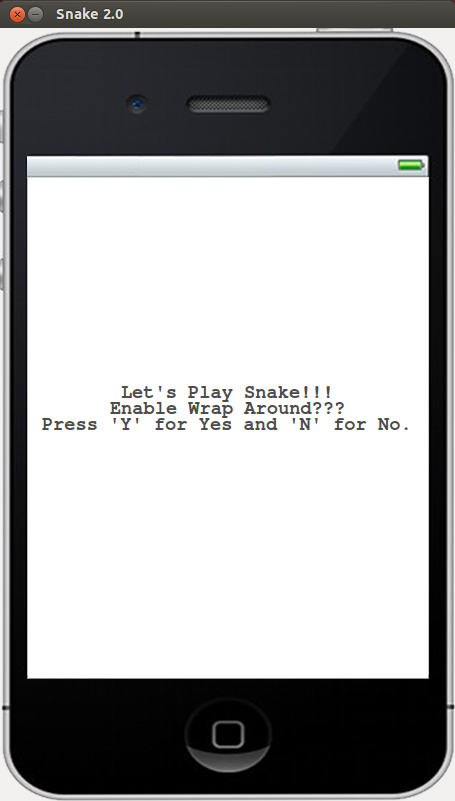 Snake 2.0
Let's Play Snake!!!
Enable Wrap Around???
Press 'Y' for Yes and 'N' for No.